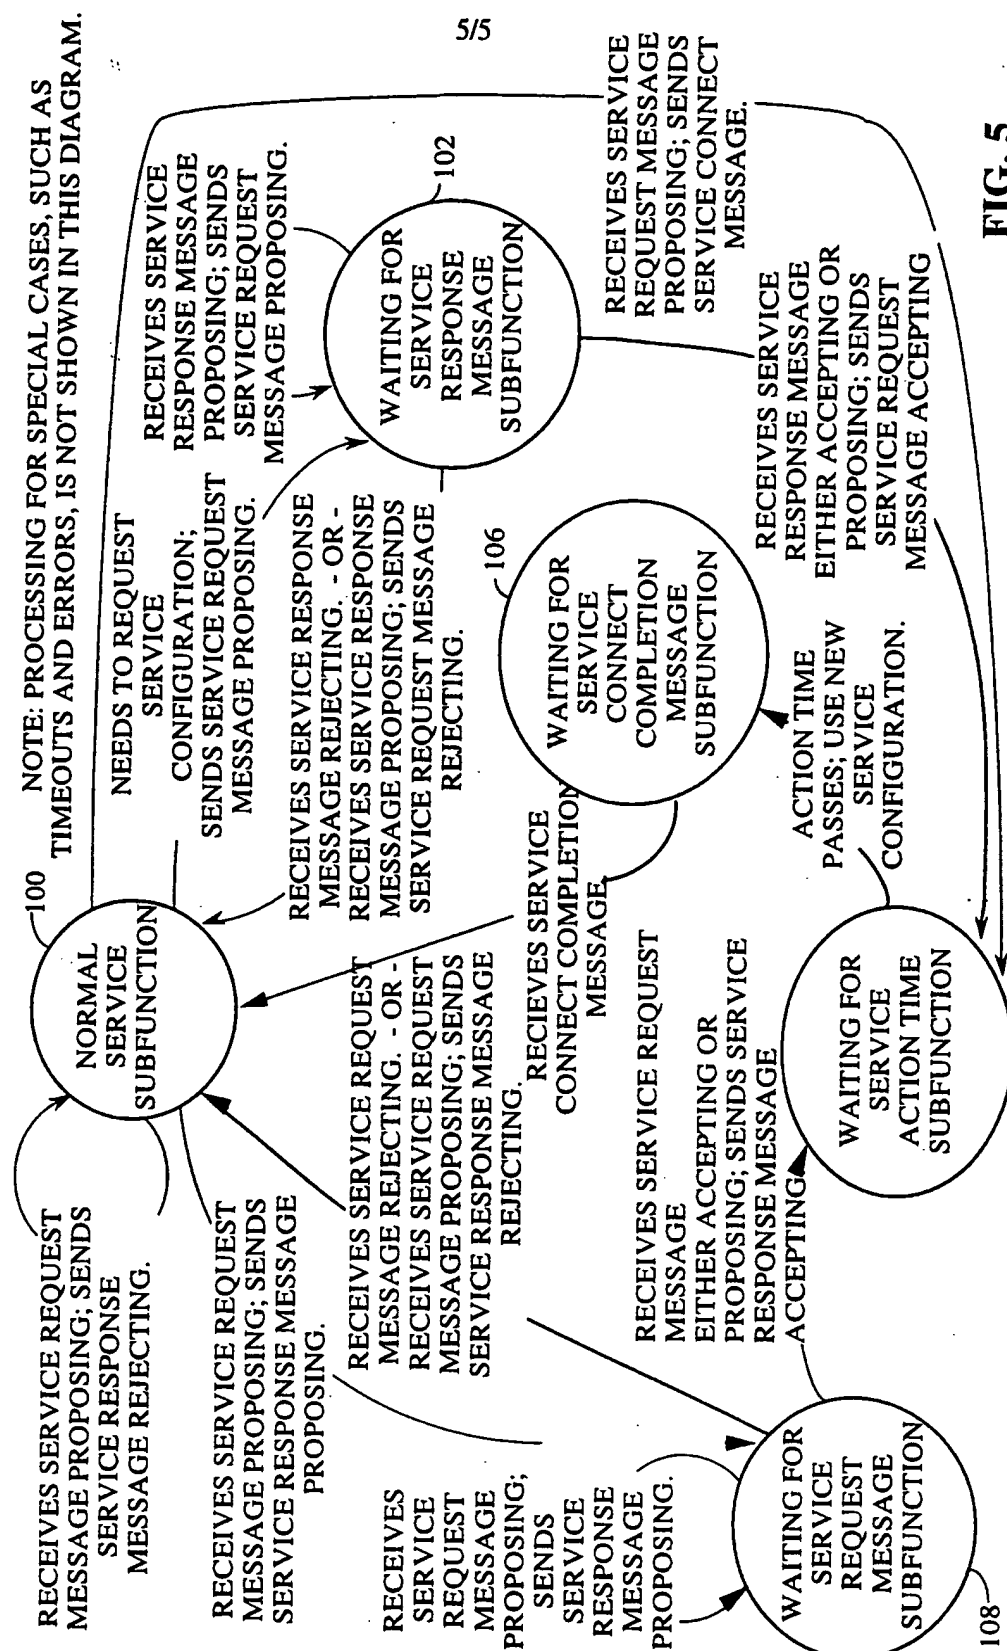 5/5
NOTE: PROCESSING FOR SPECIAL CASES, SUCH AS
TIMEOUTS AND ERRORS, IS NOT SHOWN IN THIS DIAGRAM.
RECEIVES SERVICE REQUEST
MESSAGE PROPOSING; SENDS
SERVICE RESPONSE
MESSAGE REJECTING.
100
NORMAL
SERVICE
SUBFUNCTION
NEEDS TO REQUEST
SERVICE
CONFIGURATION;
SENDS SERVICE REQUEST
MESSAGE PROPOSING.
RECEIVES SERVICE
RESPONSE MESSAGE
PROPOSING; SENDS
SERVICE REQUEST
MESSAGE PROPOSING.
RECEIVES SERVICE REQUEST
MESSAGE PROPOSING; SENDS
SERVICE RESPONSE MESSAGE
PROPOSING.
RECEIVES SERVICE RESPONSE
MESSAGE REJECTING. - OR -
RECEIVES SERVICE RESPONSE
MESSAGE PROPOSING; SENDS
SERVICE REQUEST MESSAGE
REJECTING.
102
WAITING FOR
SERVICE
RESPONSE
MESSAGE
SUBFUNCTION
RECEIVES SERVICE REQUEST
MESSAGE REJECTING. - OR -
RECEIVES SERVICE REQUEST
MESSAGE PROPOSING; SENDS
SERVICE RESPONSE MESSAGE
REJECTING.
RECIEVES SERVICE
CONNECT COMPLETION
MESSAGE
106
WAITING FOR
SERVICE
CONNECT
COMPLETION
MESSAGE
SUBFUNCTION
RECEIVES SERVICE
REQUEST MESSAGE
PROPOSING; SENDS
SERVICE CONNECT
MESSAGE.
RECEIVES
SERVICE
REQUEST
MESSAGE
PROPOSING;
SENDS
SERVICE
RESPONSE
MESSAGE
PROPOSING.
RECEIVES SERVICE REQUEST
MESSAGE
EITHER ACCEPTING OR
PROPOSING; SENDS SERVICE
RESPONSE MESSAGE
ACCEPTING
ACTION TIME
PASSES; USE NEW
SERVICE
CONFIGURATION.
RECEIVES SERVICE
RESPONSE MESSAGE
EITHER ACCEPTING OR
PROPOSING; SENDS
SERVICE REQUEST
MESSAGE ACCEPTING
WAITING FOR
SERVICE
REQUEST
MESSAGE
SUBFUNCTION
108
WAITING FOR
SERVICE
ACTION TIME
SUBFUNCTION
FIG. 5